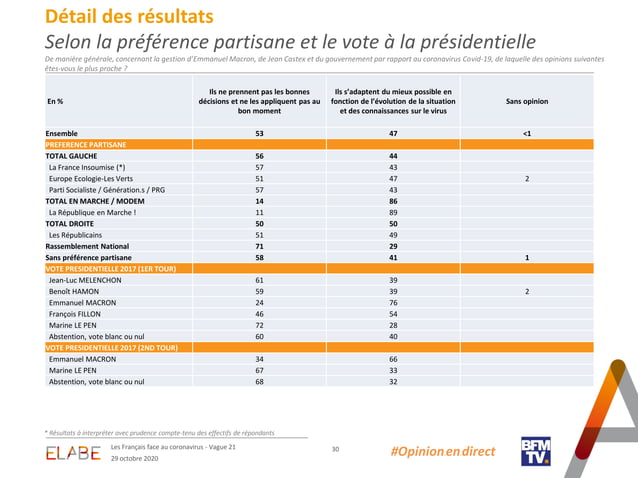 Détail des résultats
Selon la préférence partisane et le vote à la présidentielle
De manière générale, concernant la gestion d'Emmanuel Macron, de Jean Castex et du gouvernement par rapport au coronavirus Covid-19, de laquelle des opinions suivantes
êtes-vous le plus proche ?
En % Ils ne prennent pas les bonnes décisions et ne les appliquent pas au bon moment Ils s'adaptent du mieux possible en fonction de l'évolution de la situation et des connaissances sur le virus Sans opinion
Ensemble 53 47 <1
PREFERENCE PARTISANE
TOTAL GAUCHE 56 44
La France Insoumise (*) 57 43
Europe Ecologie-Les Verts 51 47 2
Parti Socialiste / Génération.s / PRG 57 43
TOTAL EN MARCHE / MODEM 14 86
La République en Marche ! 11 89
TOTAL DROITE 50 50
Les Républicains 51 49
Rassemblement National 71 29
Sans préférence partisane 58 41 1
VOTE PRESIDENTIELLE 2017 (1ER TOUR)
Jean-Luc MELENCHON 61 39
Benoît HAMON 59 39 2
Emmanuel MACRON 24 76
François FILLON 46 54
Marine LE PEN 72 28
Abstention, vote blanc ou nul 60 40
VOTE PRESIDENTIELLE 2017 (2ND TOUR)
Emmanuel MACRON 34 66
Marine LE PEN 67 33
Abstention, vote blanc ou nul 68 32
* Résultats à interpréter avec prudence compte-tenu des effectifs de répondants
ELABE
Les Français face au coronavirus - Vague 21
29 octobre 2020
30
#Opinion en direct
BFM
TV.